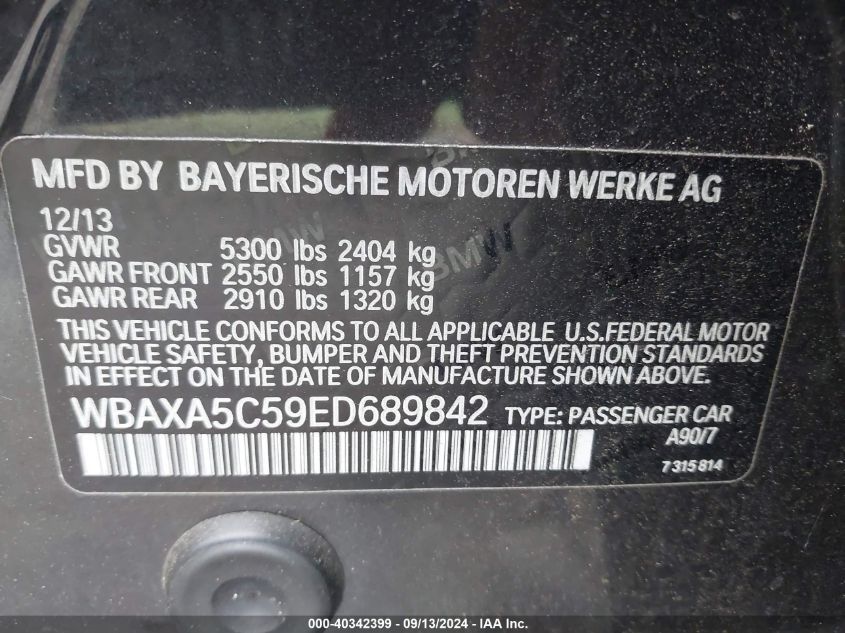 MFD BY BAYERISCHE MOTOREN WERKE AG
12/13
GVWR 5300 lbs 2404 kg
GAWR FRONT 2550 lbs 1157 kg
GAWR REAR 2910 lbs 1320 kg
THIS VEHICLE CONFORMS TO ALL APPLICABLE U.S.FEDERAL MOTOR
VEHICLE SAFETY, BUMPER AND THEFT PREVENTION STANDARDS
IN EFFECT ON THE DATE OF MANUFACTURE SHOWN ABOVE.
WBAXA5C59ED689842 TYPE: PASSENGER CAR
A90/7
7315814
000-40342399 - 09/13/2024 - IAA Inc.